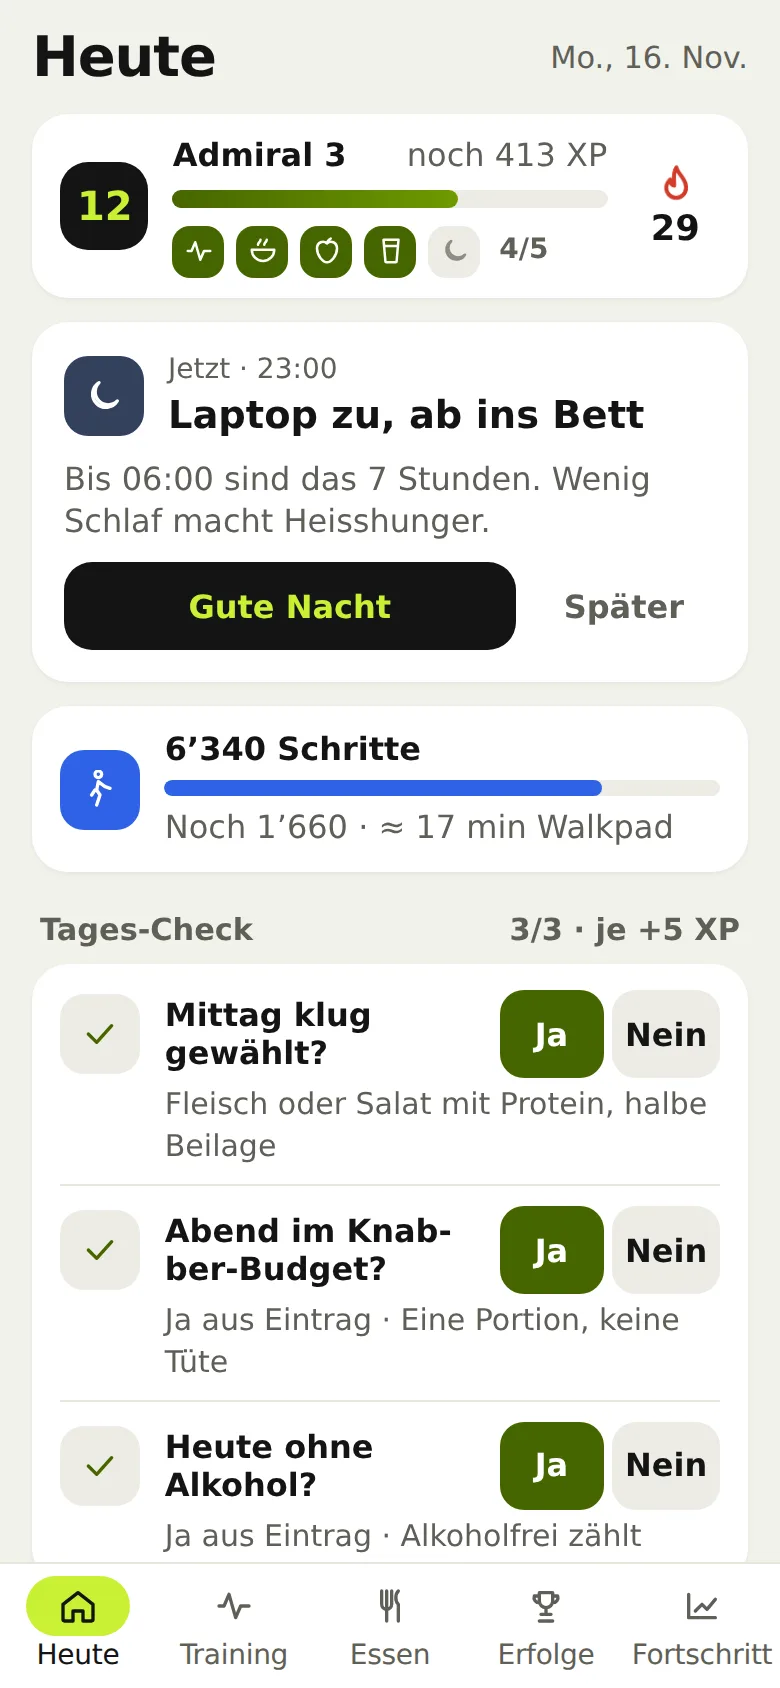 Heute
Mo., 16. Nov.
12
Admiral 3
noch 413 XP
4/5
29
Jetzt · 23:00
Laptop zu, ab ins Bett
Bis 06:00 sind das 7 Stunden. Wenig
Schlaf macht Heisshunger.
Gute Nacht
Später
6’340 Schritte
Noch 1’660 · ≈ 17 min Walkpad
Tages-Check
3/3 · je +5 XP
Mittag klug
gewählt?
Ja
Nein
Fleisch oder Salat mit Protein, halbe
Beilage
Abend im Knab-
ber-Budget?
Ja
Nein
Ja aus Eintrag · Eine Portion, keine
Tüte
Heute ohne
Alkohol?
Ja
Nein
Ja aus Eintrag · Alkoholfrei zählt
Heute
Training
Essen
Erfolge
Fortschritt